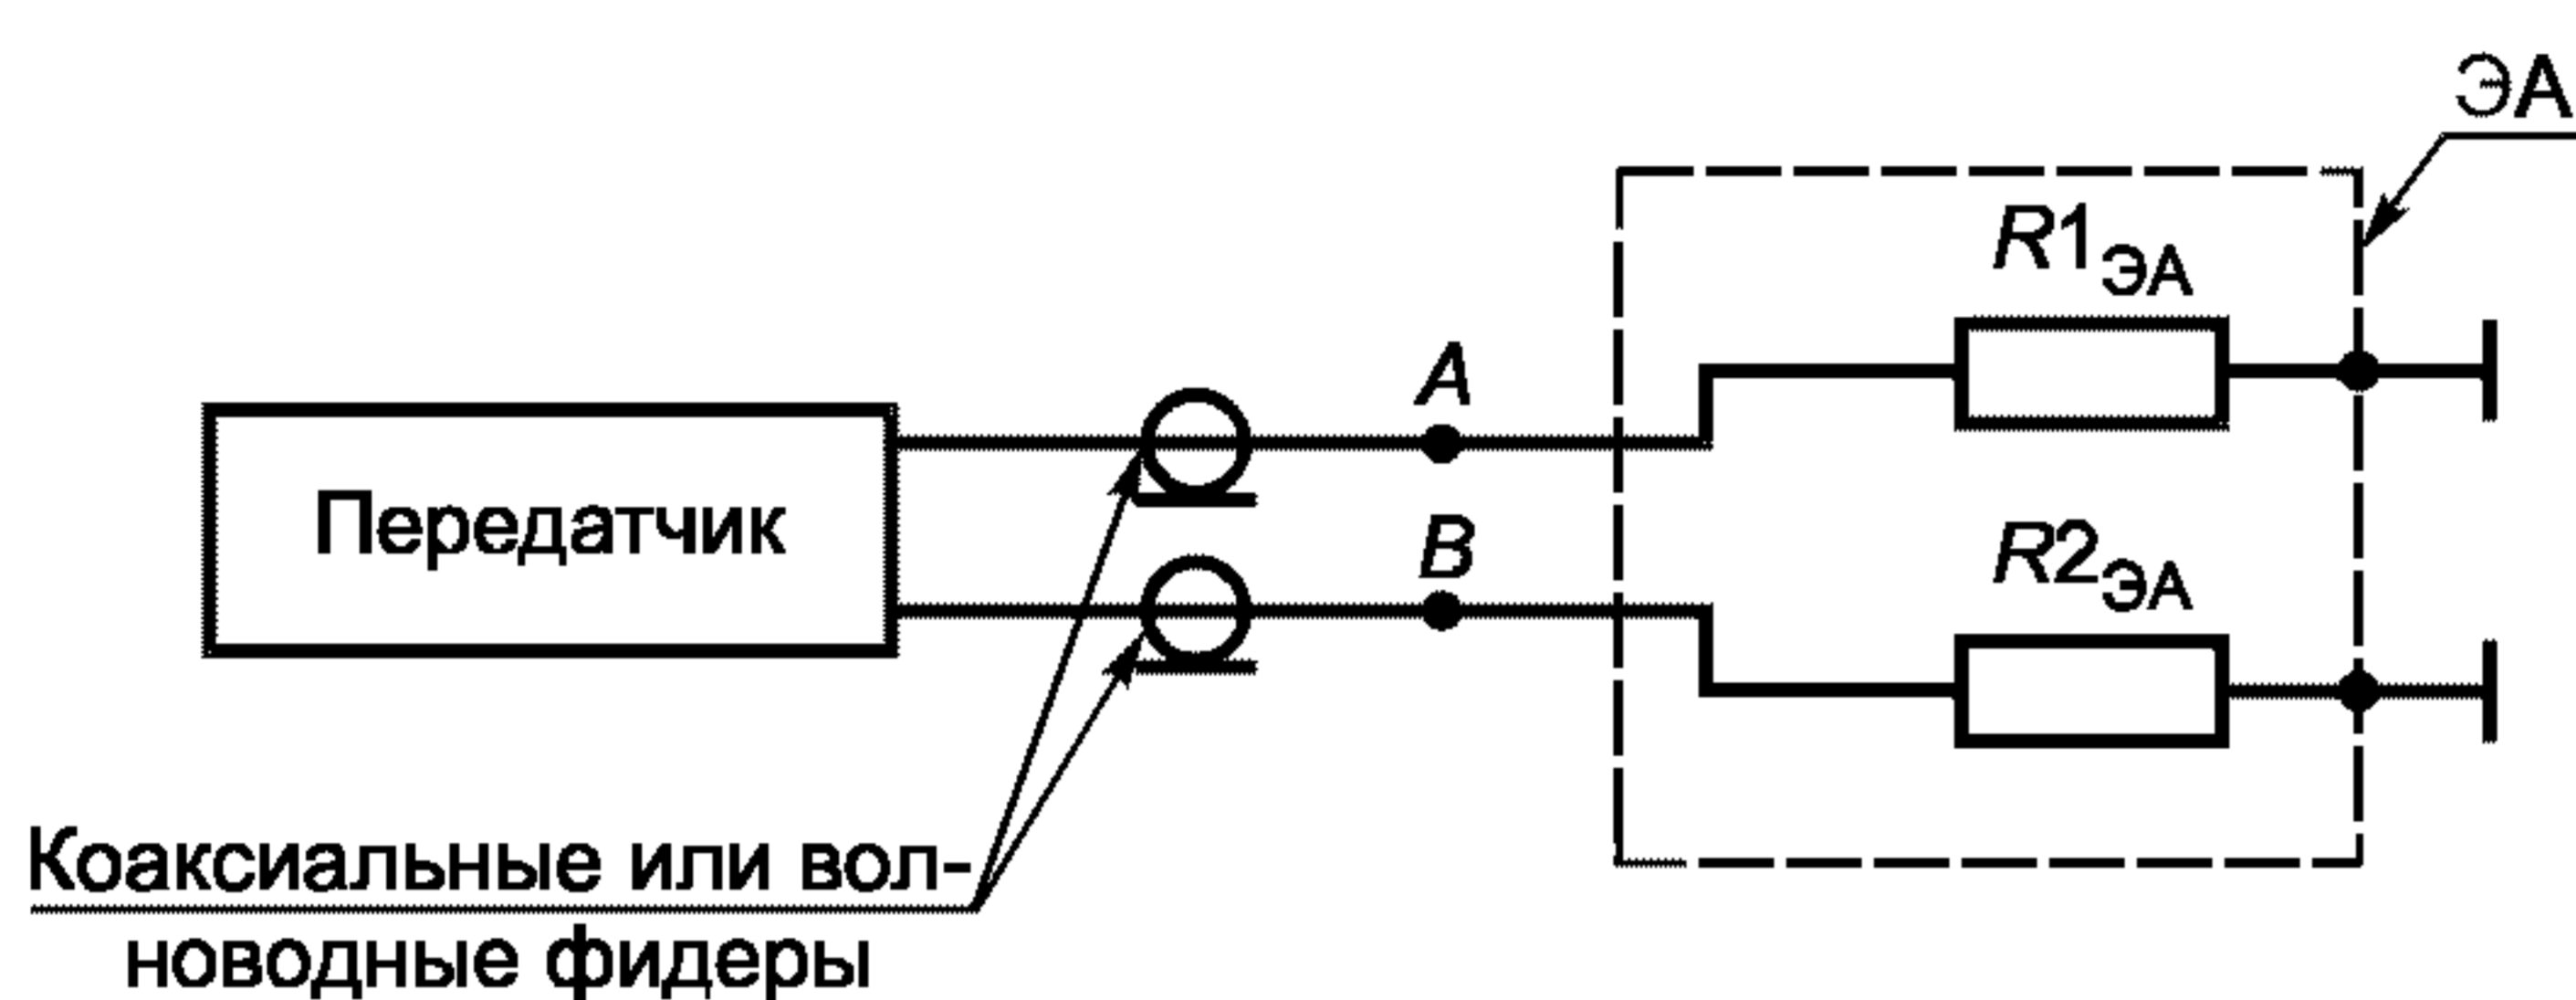 ЭА
R1ЭА
A
Передатчик
B
R2ЭА
Коаксиальные или вол-
новодные фидеры